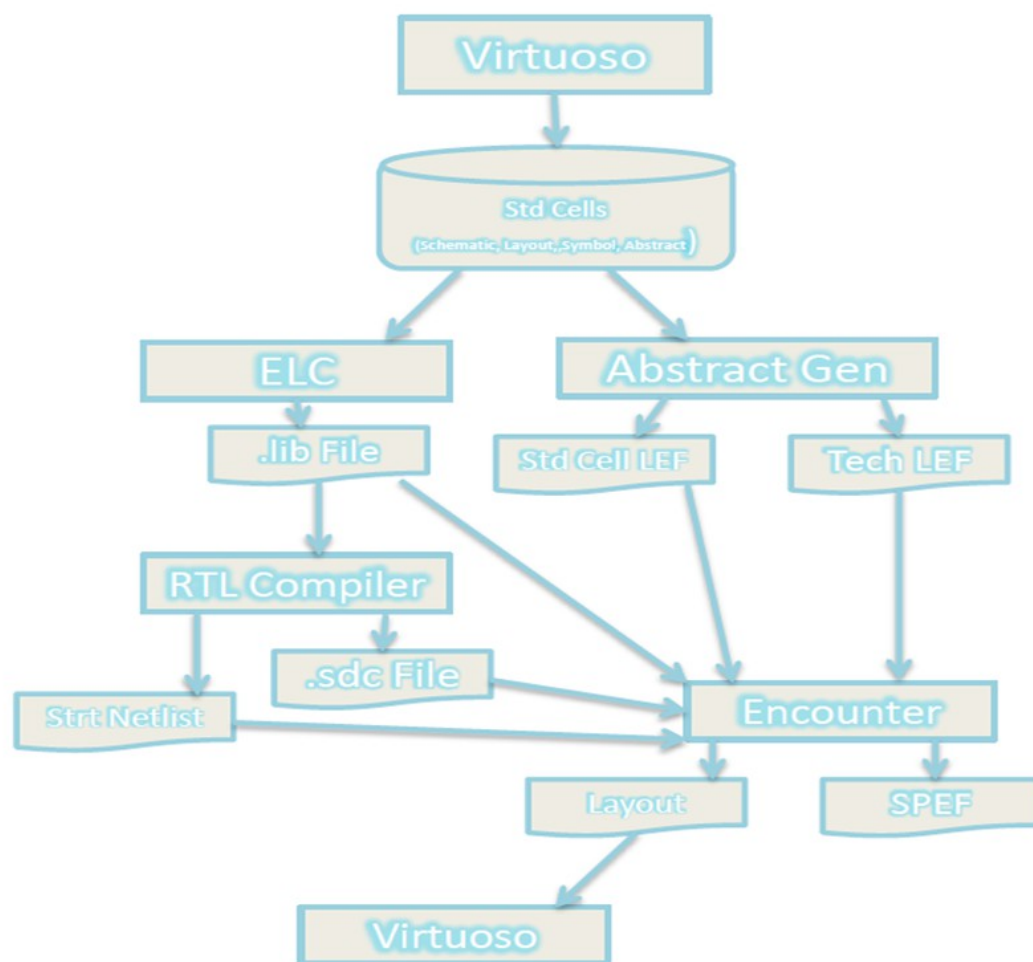 Virtuoso
Std Cells
(Schematic, Layout,,Symbol, Abstract)
ELC
Abstract Gen
.lib File
Std Cell LEF
Tech LEF
RTL Compiler
.sdc File
Strt Netlist
Encounter
Layout
SPEF
Virtuoso